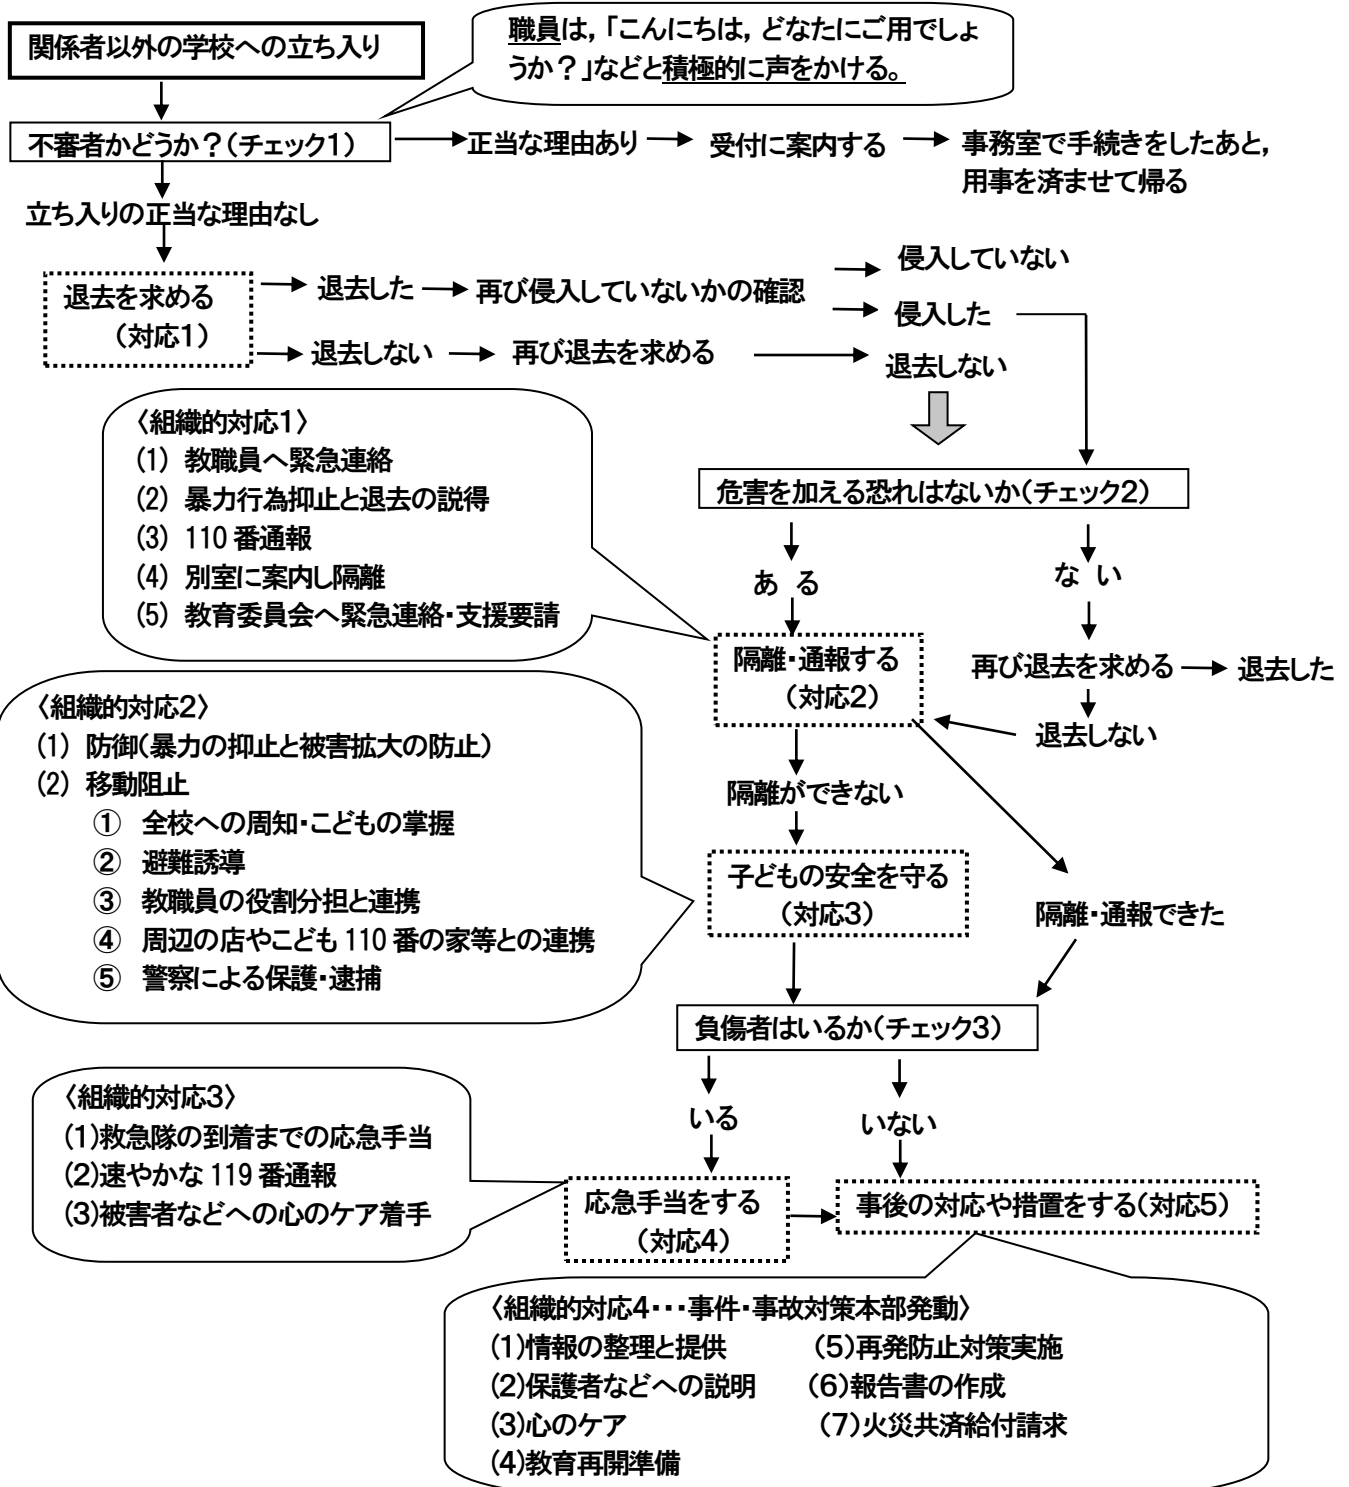 関係者以外の学校への立ち入り
職員は,「こんにちは, どなたにご用でしょ
うか？」などと積極的に声をかける。
不審者かどうか？（チェック1）
正当な理由あり
受付に案内する
事務室で手続きをしたあと,
用事を済ませて帰る
立ち入りの正当な理由なし
退去を求める
（対応1）
退去した
再び侵入していないかの確認
侵入していない
侵入した
退去しない
再び退去を求める
退去しない
〈組織的対応1〉
(1) 教職員へ緊急連絡
(2) 暴力行為抑止と退去の説得
(3) 110 番通報
(4) 別室に案内し隔離
(5) 教育委員会へ緊急連絡・支援要請
危害を加える恐れはないか（チェック2）
あ る
な い
隔離・通報する
（対応2）
再び退去を求める
退去した
退去しない
〈組織的対応2〉
(1) 防御（暴力の抑止と被害拡大の防止）
(2) 移動阻止
① 全校への周知・こどもの掌握
② 避難誘導
③ 教職員の役割分担と連携
④ 周辺の店やこども 110 番の家等との連携
⑤ 警察による保護・逮捕
隔離ができない
子どもの安全を守る
（対応3）
隔離・通報できた
負傷者はいるか（チェック3）
いる
いない
〈組織的対応3〉
(1)救急隊の到着までの応急手当
(2)速やかな 119 番通報
(3)被害者などへの心のケア着手
応急手当をする
（対応4）
事後の対応や措置をする（対応5）
〈組織的対応4・・・事件・事故対策本部発動〉
(1)情報の整理と提供 （5）再発防止対策実施
(2)保護者などへの説明 （6）報告書の作成
(3)心のケア （7）火災共済給付請求
(4)教育再開準備